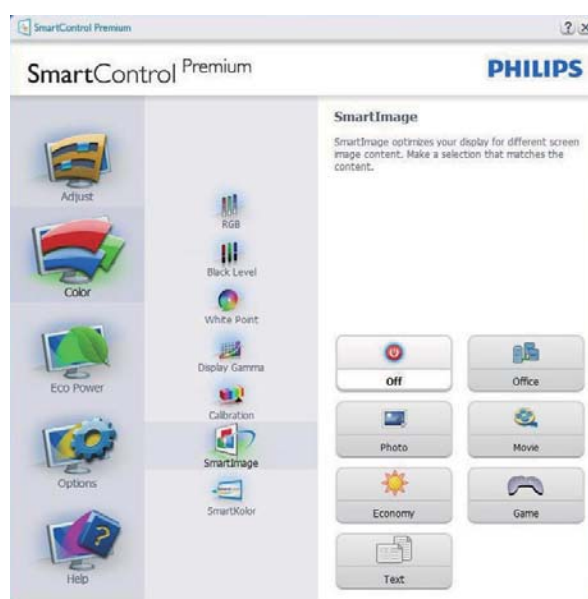 SmartControl Premium
SmartControl Premium
PHILIPS
Adjust
Color
Eco Power
Options
Help
RGB
Black Level
White Point
Display Gamma
Calibration
SmartImage
SmartKolor
SmartImage
SmartImage optimizes your display for different screen
image content. Make a selection that matches the
content.
Off
Office
Photo
Movie
Economy
Game
Text